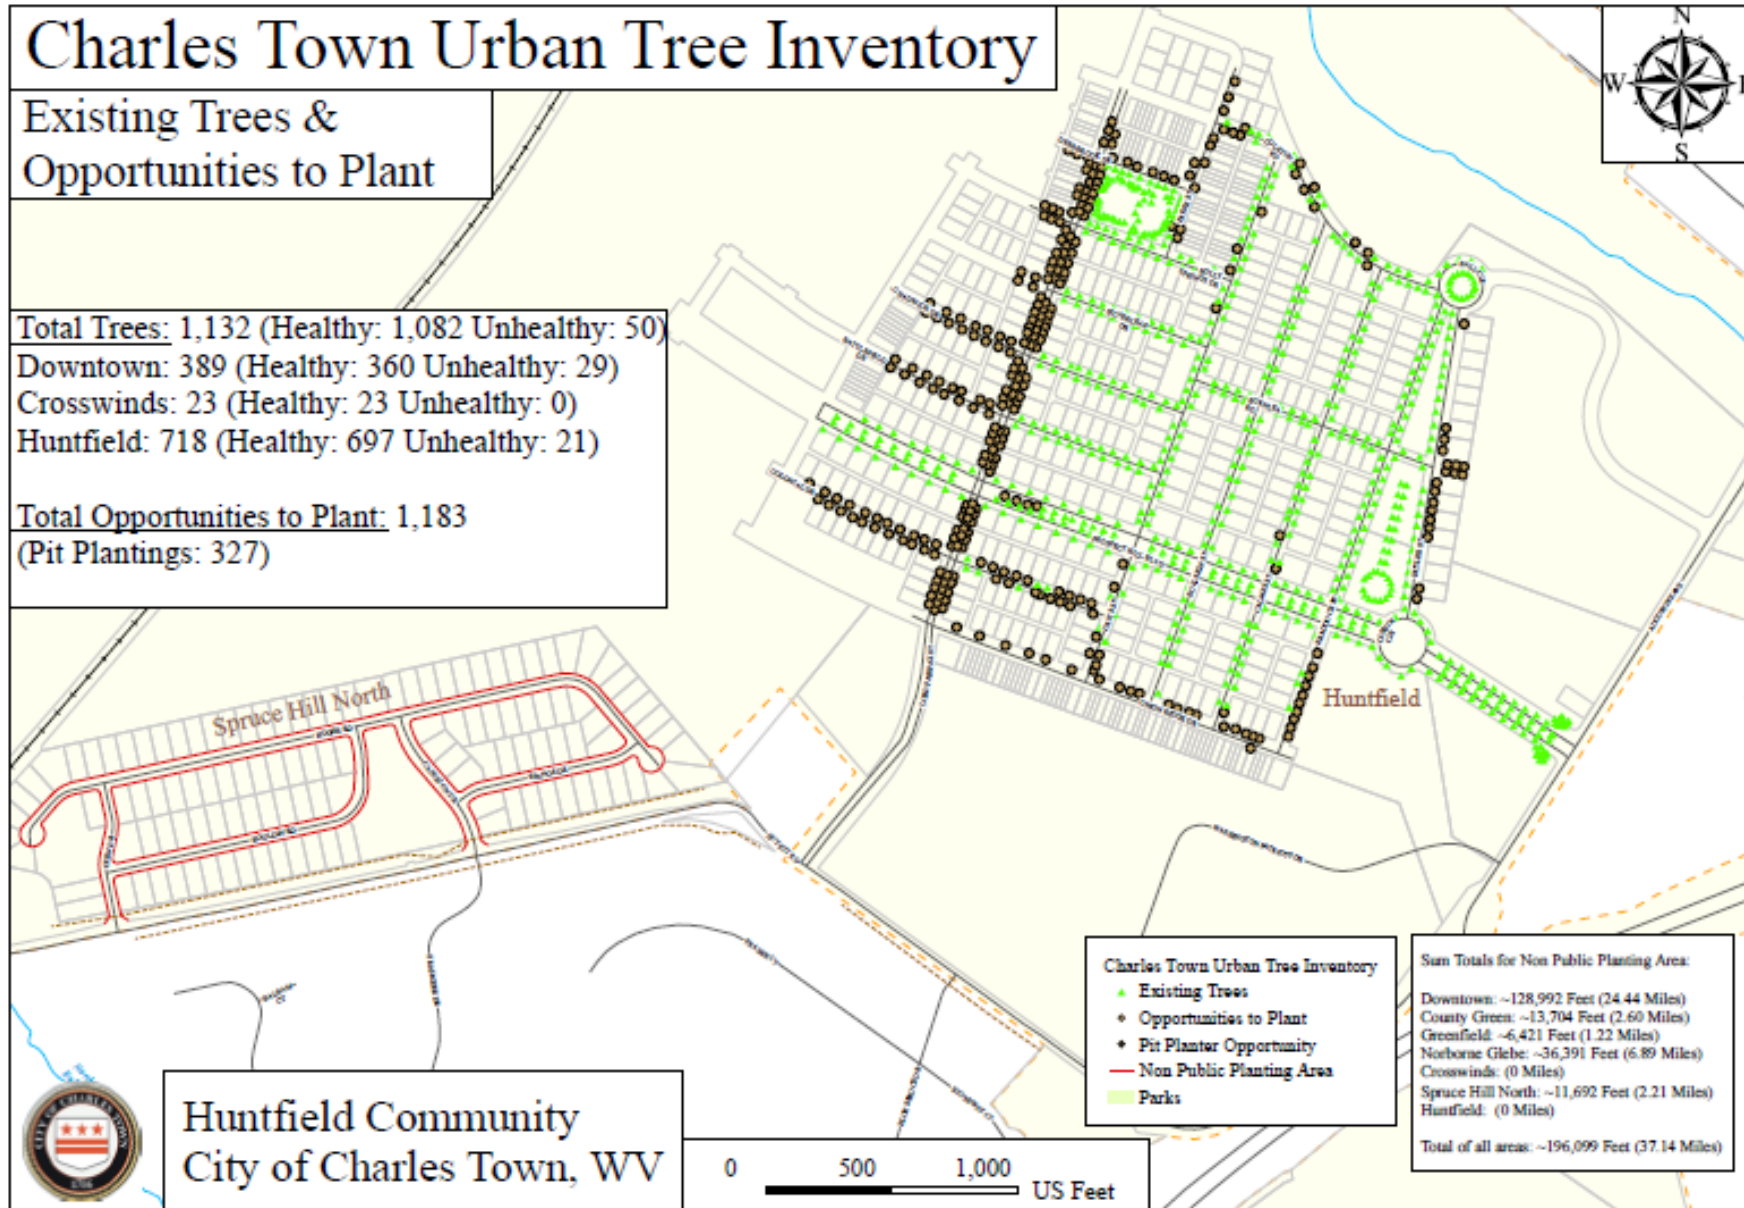 Charles Town Urban Tree Inventory
Existing Trees &
Opportunities to Plant
N
W
S
Total Trees: 1,132 (Healthy: 1,082 Unhealthy: 50)
Downtown: 389 (Healthy: 360 Unhealthy: 29)
Crosswinds: 23 (Healthy: 23 Unhealthy: 0)
Huntfield: 718 (Healthy: 697 Unhealthy: 21)
Total Opportunities to Plant: 1,183
(Pit Plantings: 327)
Spruce Hill North
Huntfield
Charles Town Urban Tree Inventory
Existing Trees
Opportunities to Plant
Pit Planter Opportunity
Non Public Planting Area
Parks
Sum Totals for Non Public Planting Area:
Downtown: ~128,992 Feet (24.44 Miles)
County Green: ~13,704 Feet (2.60 Miles)
Greenfield: ~6,421 Feet (1.22 Miles)
Norborne Glebe: ~36,391 Feet (6.89 Miles)
Crosswinds: (0 Miles)
Spruce Hill North: ~11,692 Feet (2.21 Miles)
Huntfield: (0 Miles)
Total of all areas: ~196,099 Feet (37.14 Miles)
CITY OF CHARLES TOWN
1786
Huntfield Community
City of Charles Town, WV
0 500 1,000
US Feet